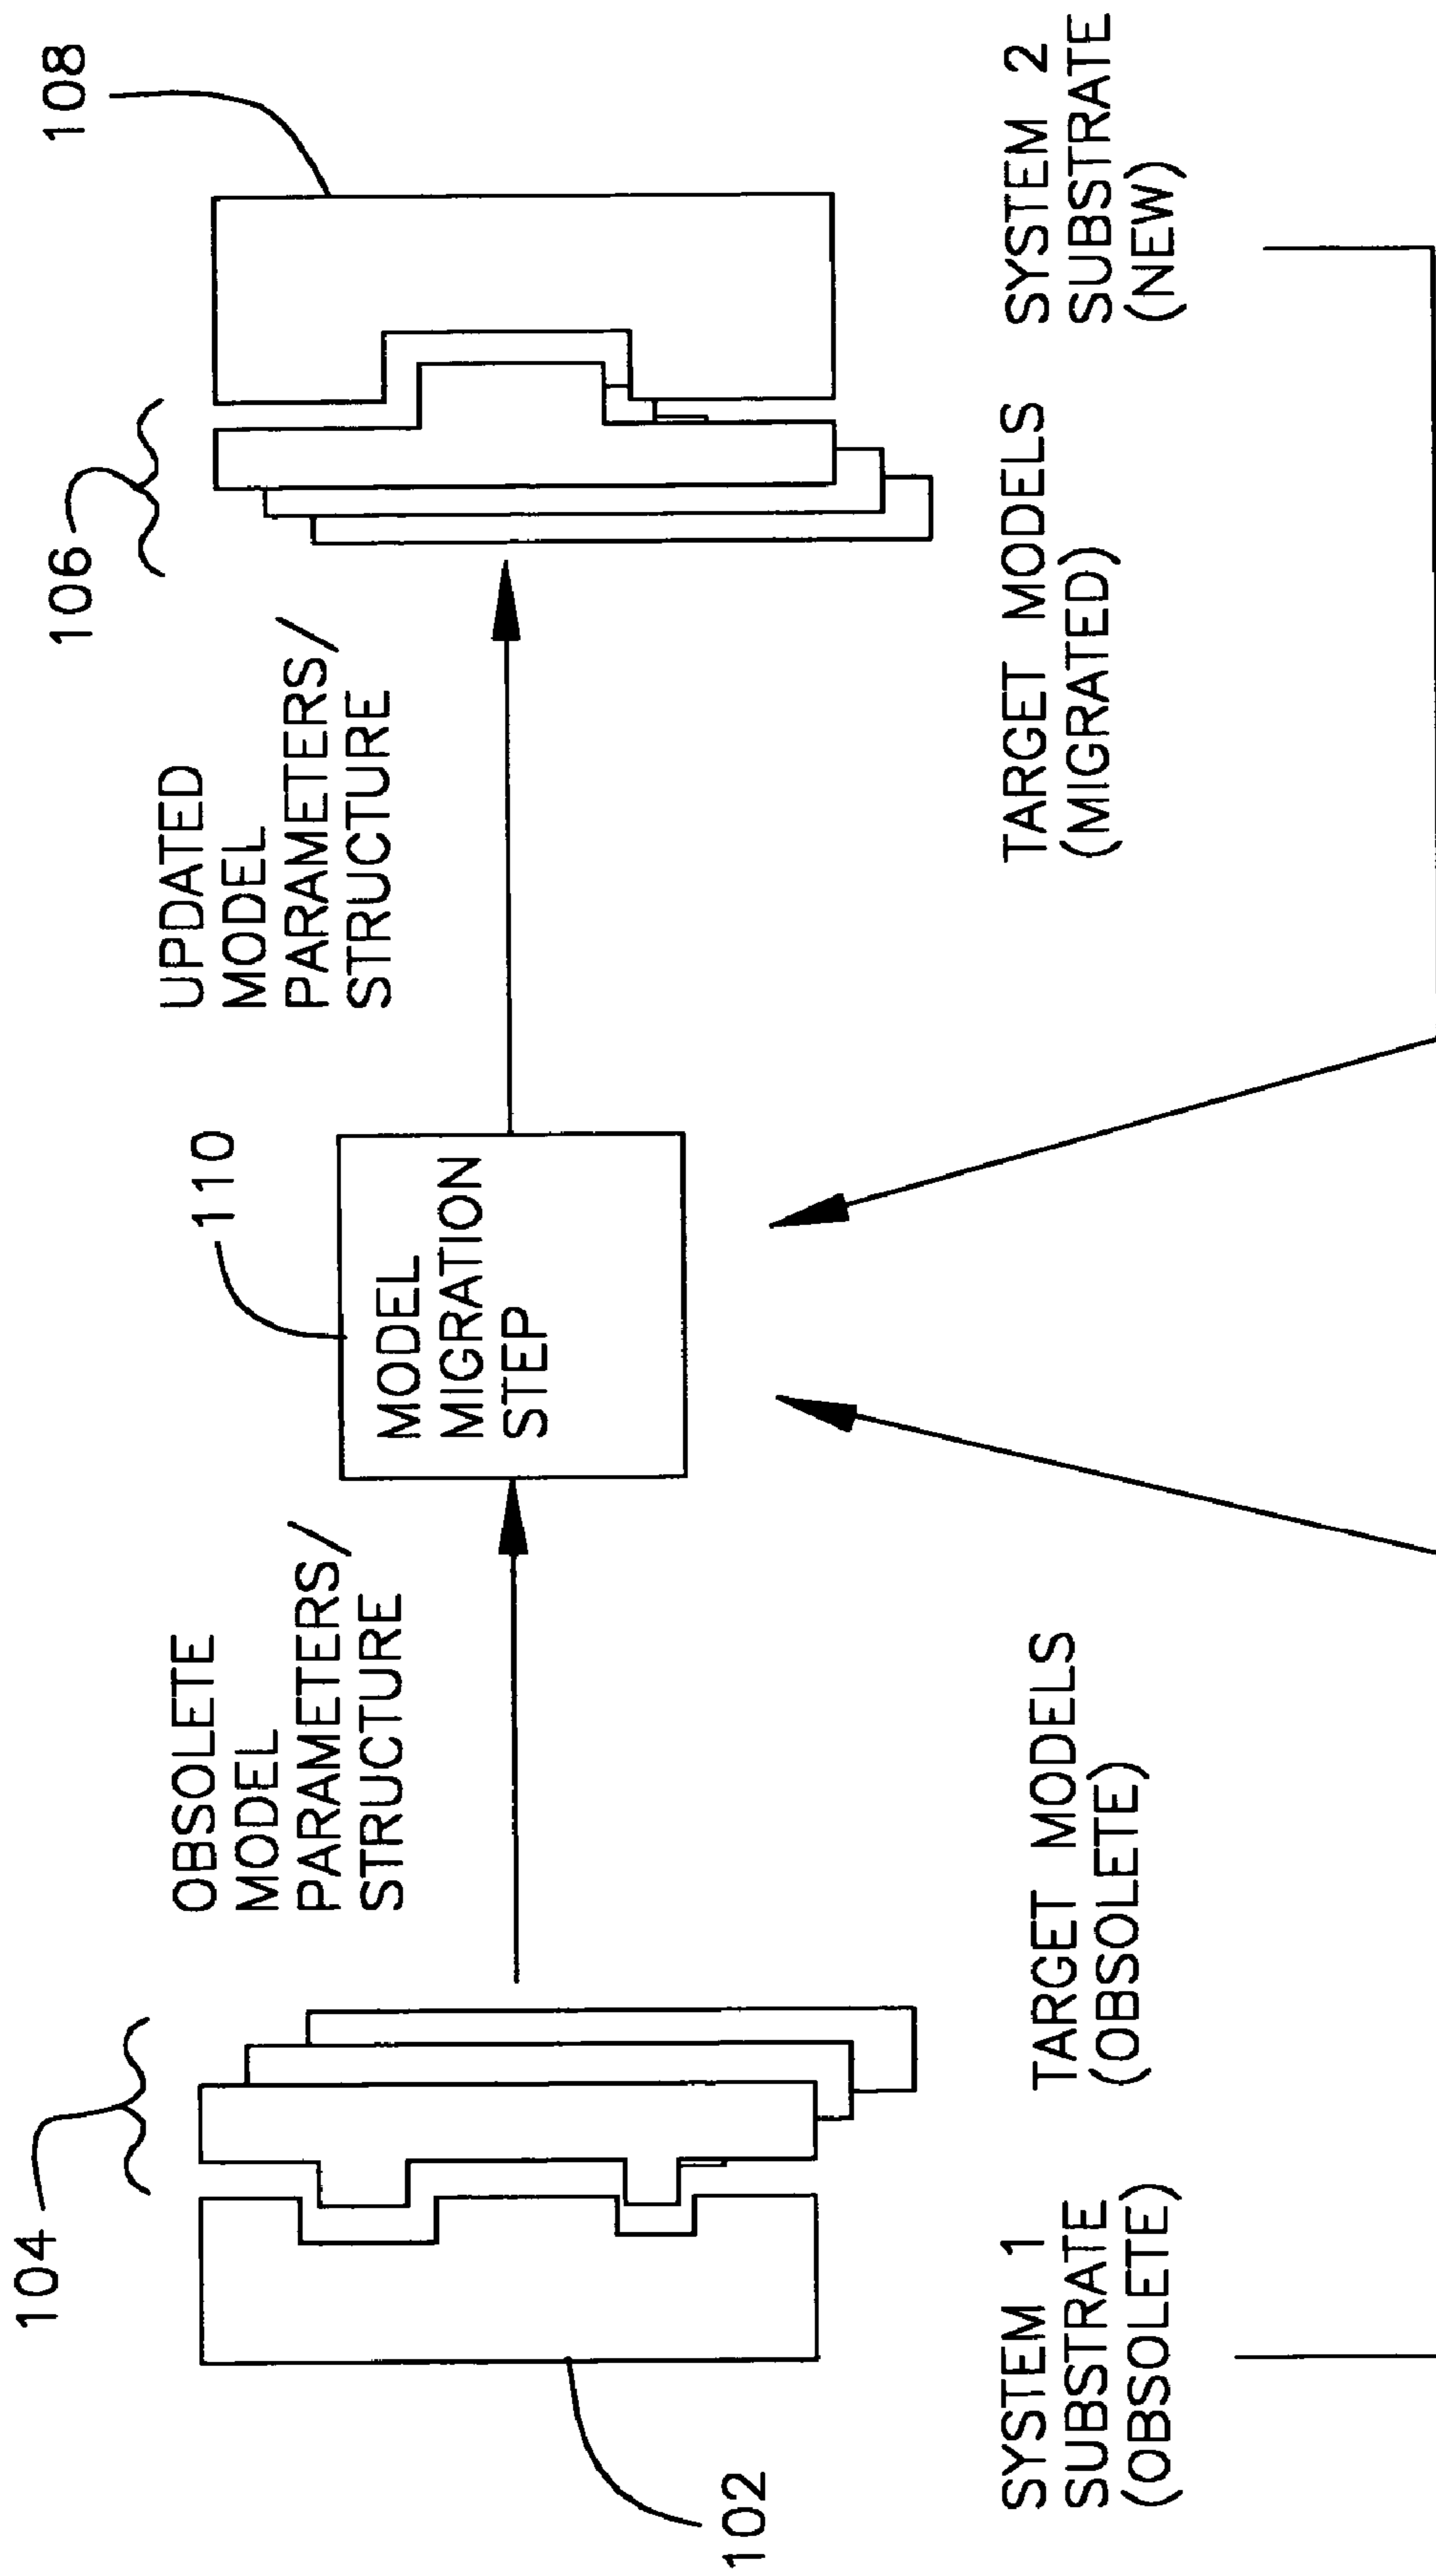 104
106
108
OBSOLETE
MODEL
PARAMETERS/
STRUCTURE
110
UPDATED
MODEL
PARAMETERS/
STRUCTURE
MODEL
MIGRATION
STEP
102
SYSTEM 1
SUBSTRATE
(OBSOLETE)
TARGET MODELS
(OBSOLETE)
TARGET MODELS
(MIGRATED)
SYSTEM 2
SUBSTRATE
(NEW)